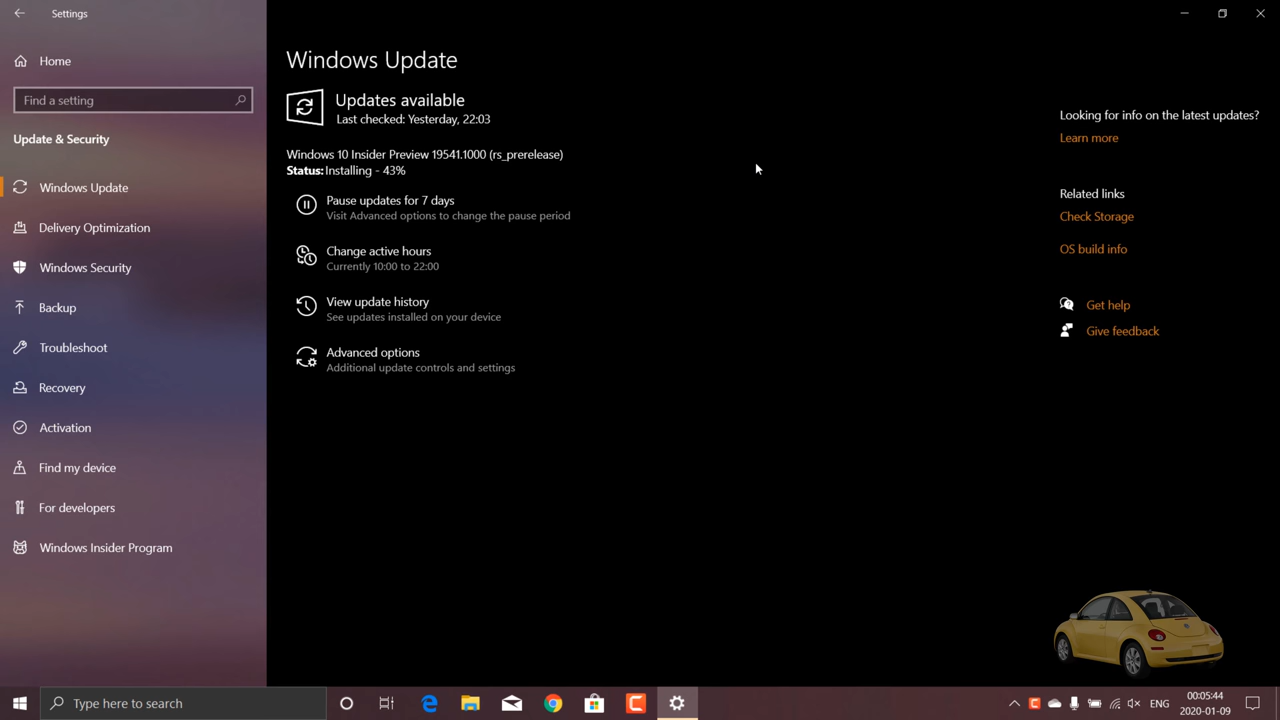 Settings
Home
Find a setting
Update & Security
Windows Update
Delivery Optimization
Windows Security
Backup
Troubleshoot
Recovery
Activation
Find my device
For developers
Windows Insider Program
Windows Update
Updates available
Last checked: Yesterday, 22:03
Windows 10 Insider Preview 19541.1000 (rs_prerelease)
Status: Installing - 43%
Pause updates for 7 days
Visit Advanced options to change the pause period
Change active hours
Currently 10:00 to 22:00
View update history
See updates installed on your device
Advanced options
Additional update controls and settings
Looking for info on the latest updates?
Learn more
Related links
Check Storage
OS build info
Get help
Give feedback
Type here to search
ENG
00:05:44
2020-01-09